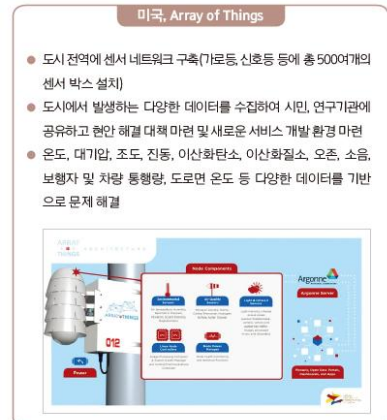 미국, Array of Things
● 도시 전역에 센서 네트워크 구축(가로등, 신호등 등에 총 500여개의
센서 박스 설치)
● 도시에서 발생하는 다양한 데이터를 수집하여 시민, 연구기관에
공유하고 현안 해결 대책 마련 및 새로운 서비스 개발 환경 마련
● 온도, 대기압, 조도, 진동, 이산화탄소, 이산화질소, 오존, 소음,
보행자 및 차량 통행량, 도로면 온도 등 다양한 데이터를 기반
으로 문제 해결
ARRAY
THINGS
ARCHITECTURE
Node Components
Argonne
Argonne Server
ARRAY of THINGS
012
Power